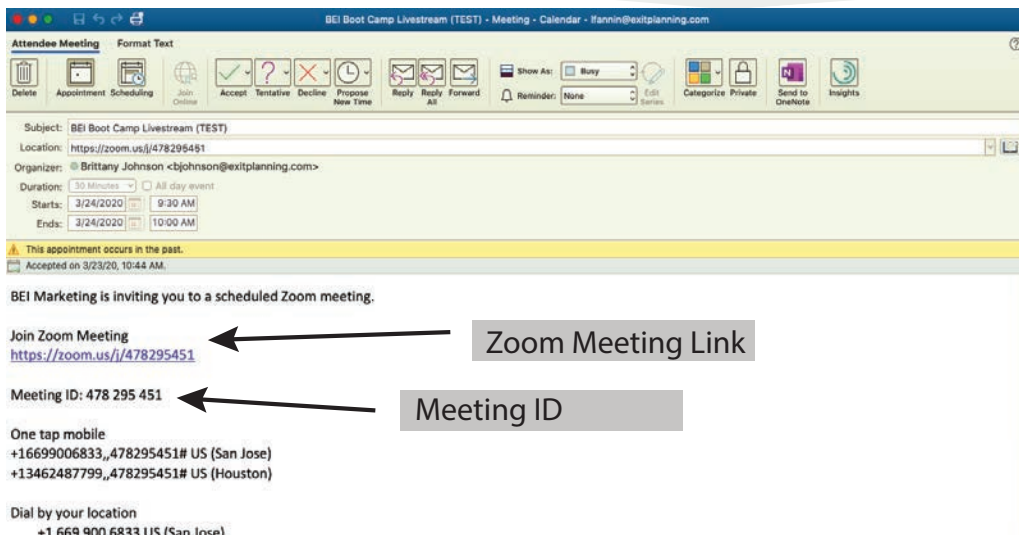 BEI Boot Camp Livestream (TEST) • Meeting • Calendar • lfannin@exitplanning.com
Attendee Meeting Format Text
Delete Appointment Scheduling Join Online Accept Tentative Decline Propose New Time Reply Reply All Forward Show As: Busy Reminder: None Edit Series Categorize Private Send to OneNote Insights
Subject: BEI Boot Camp Livestream (TEST)
Location: https://zoom.us/j/478295451
Organizer: Brittany Johnson <bjohnson@exitplanning.com>
Duration: 30 Minutes All day event
Starts: 3/24/2020 9:30 AM
Ends: 3/24/2020 10:00 AM
This appointment occurs in the past.
Accepted on 3/23/20, 10:44 AM.
BEI Marketing is inviting you to a scheduled Zoom meeting.
Join Zoom Meeting
https://zoom.us/j/478295451
Zoom Meeting Link
Meeting ID: 478 295 451
Meeting ID
One tap mobile
+16699006833,,478295451# US (San Jose)
+13462487799,,478295451# US (Houston)
Dial by your location
+1 669 900 6833 US (San Jose)